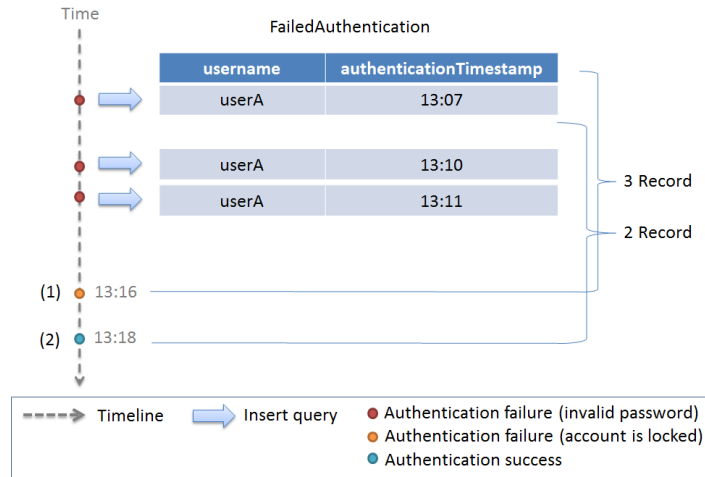 Time
FailedAuthentication
username authenticationTimestamp
userA 13:07
userA 13:10
3 Record
userA 13:11
2 Record
(1) 13:16
(2) 13:18
Timeline Insert query Authentication failure (invalid password)
Authentication failure (account is locked)
Authentication success